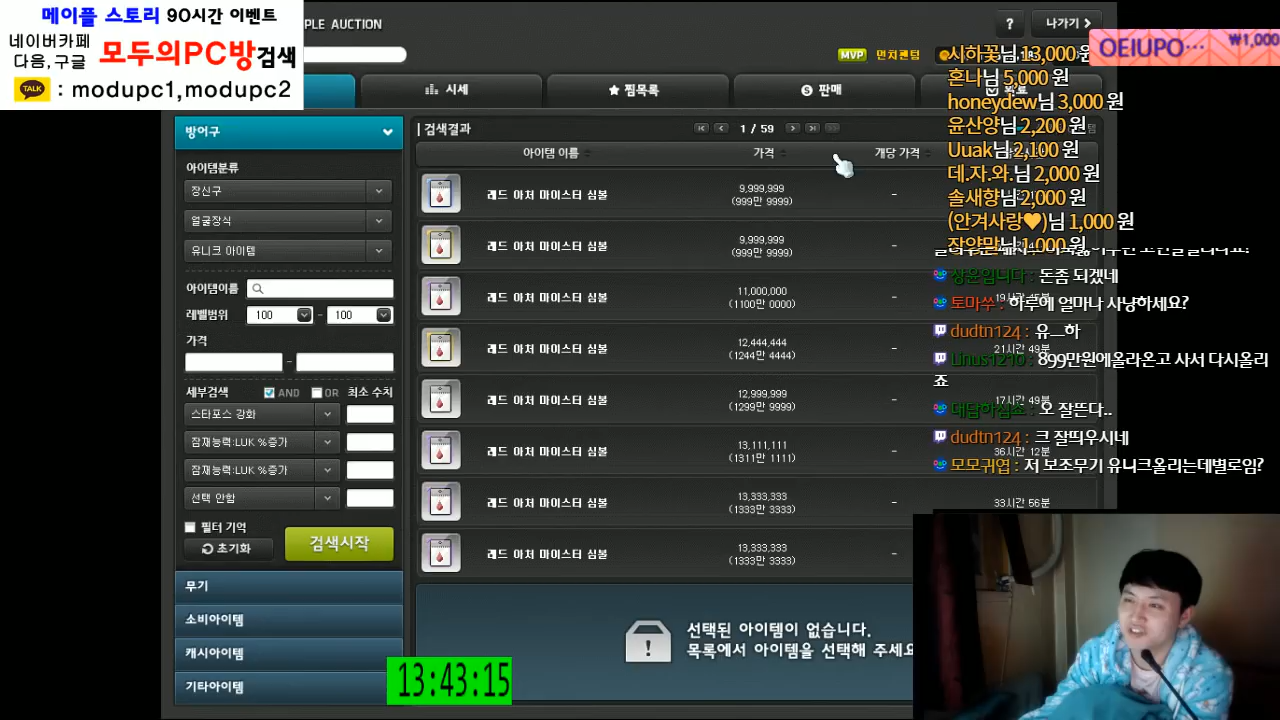 메이플 스토리 90시간 이벤트
네이버카페
다음,구글
모두의PC방검색
TALK : modupc1,modupc2
PLE AUCTION
?
나가기
MVP 먼치켄텀
시세
찜목록
판매
OEIUPO… ₩1,000
시하꽃님 13,000원
혼나님 5,000 원
honeydew님 3,000 원
윤산양님 2,200 원
Uuak님 2,100 원
데.자.와.님 2,000 원
솔새향님 2,000 원
(안겨사랑♥)님 1,000 원
작약말님 1,000 원
방어구
아이템분류
장신구
얼굴장식
유니크 아이템
아이템이름
레벨범위 100 - 100
가격
-
세부검색 AND OR 최소 수치
스타포스 강화
잠재능력:LUK %증가
잠재능력:LUK %증가
선택 안함
필터 기억
초기화
검색시작
무기
소비아이템
캐시아이템
기타아이템
검색결과
1 / 59
아이템 이름 가격 개당 가격
레드 아처 마이스터 심볼 9,999,999 -
(999만 9999)
레드 아처 마이스터 심볼 9,999,999 -
(999만 9999)
레드 아처 마이스터 심볼 11,000,000 -
(1100만 0000)
레드 아처 마이스터 심볼 12,444,444 - 21시간 49분
(1244만 4444)
레드 아처 마이스터 심볼 12,999,999 - 17시간 49분
(1299만 9999)
레드 아처 마이스터 심볼 13,111,111 - 36시간 12분
(1311만 1111)
레드 아처 마이스터 심볼 13,333,333 - 33시간 56분
(1333만 3333)
레드 아처 마이스터 심볼 13,333,333 -
(1333만 3333)
상윤입니다 : 돈좀 되겠네
토마쑤 : 하루에 얼마나 사냥하세요?
dudtn124 : 유ㅡ하
Linus1210 : 899만원에올라온고 사서 다시올리
죠
대답하십쇼 : 오 잘뜬다..
dudtn124 : 크 잘띄우시네
모모귀엽 : 저 보조무기 유니크올리는데별로임?
선택된 아이템이 없습니다.
목록에서 아이템을 선택해 주세요
13:43:15